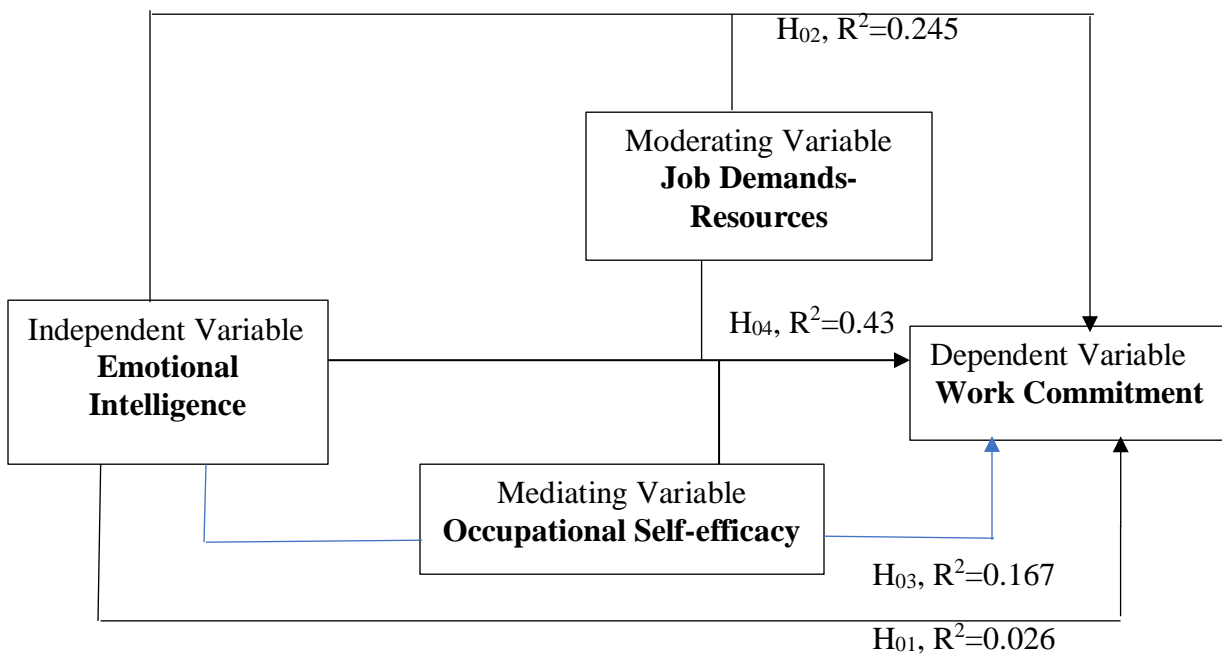 H₀₂, R²=0.245
Moderating Variable
Job Demands-
Resources
Independent Variable
Emotional
Intelligence
H₀₄, R²=0.43
Dependent Variable
Work Commitment
Mediating Variable
Occupational Self-efficacy
H₀₃, R²=0.167
H₀₁, R²=0.026